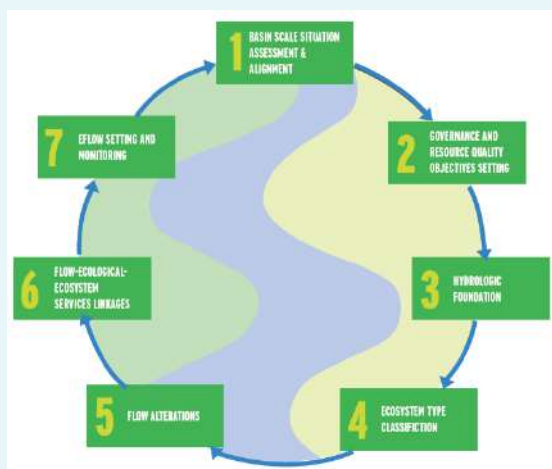 1
BASIN SCALE SITUATION
ASSESSMENT &
ALIGNMENT
2
GOVERNANCE AND
RESOURCE QUALITY
OBJECTIVES SETTING
3
HYDROLOGIC
FOUNDATION
4
ECOSYSTEM TYPE
CLASSIFICTION
5
FLOW ALTERATIONS
6
FLOW-ECOLOGICAL-
ECOSYSTEM
SERVICES LINKAGES
7
EFLOW SETTING AND
MONITORING